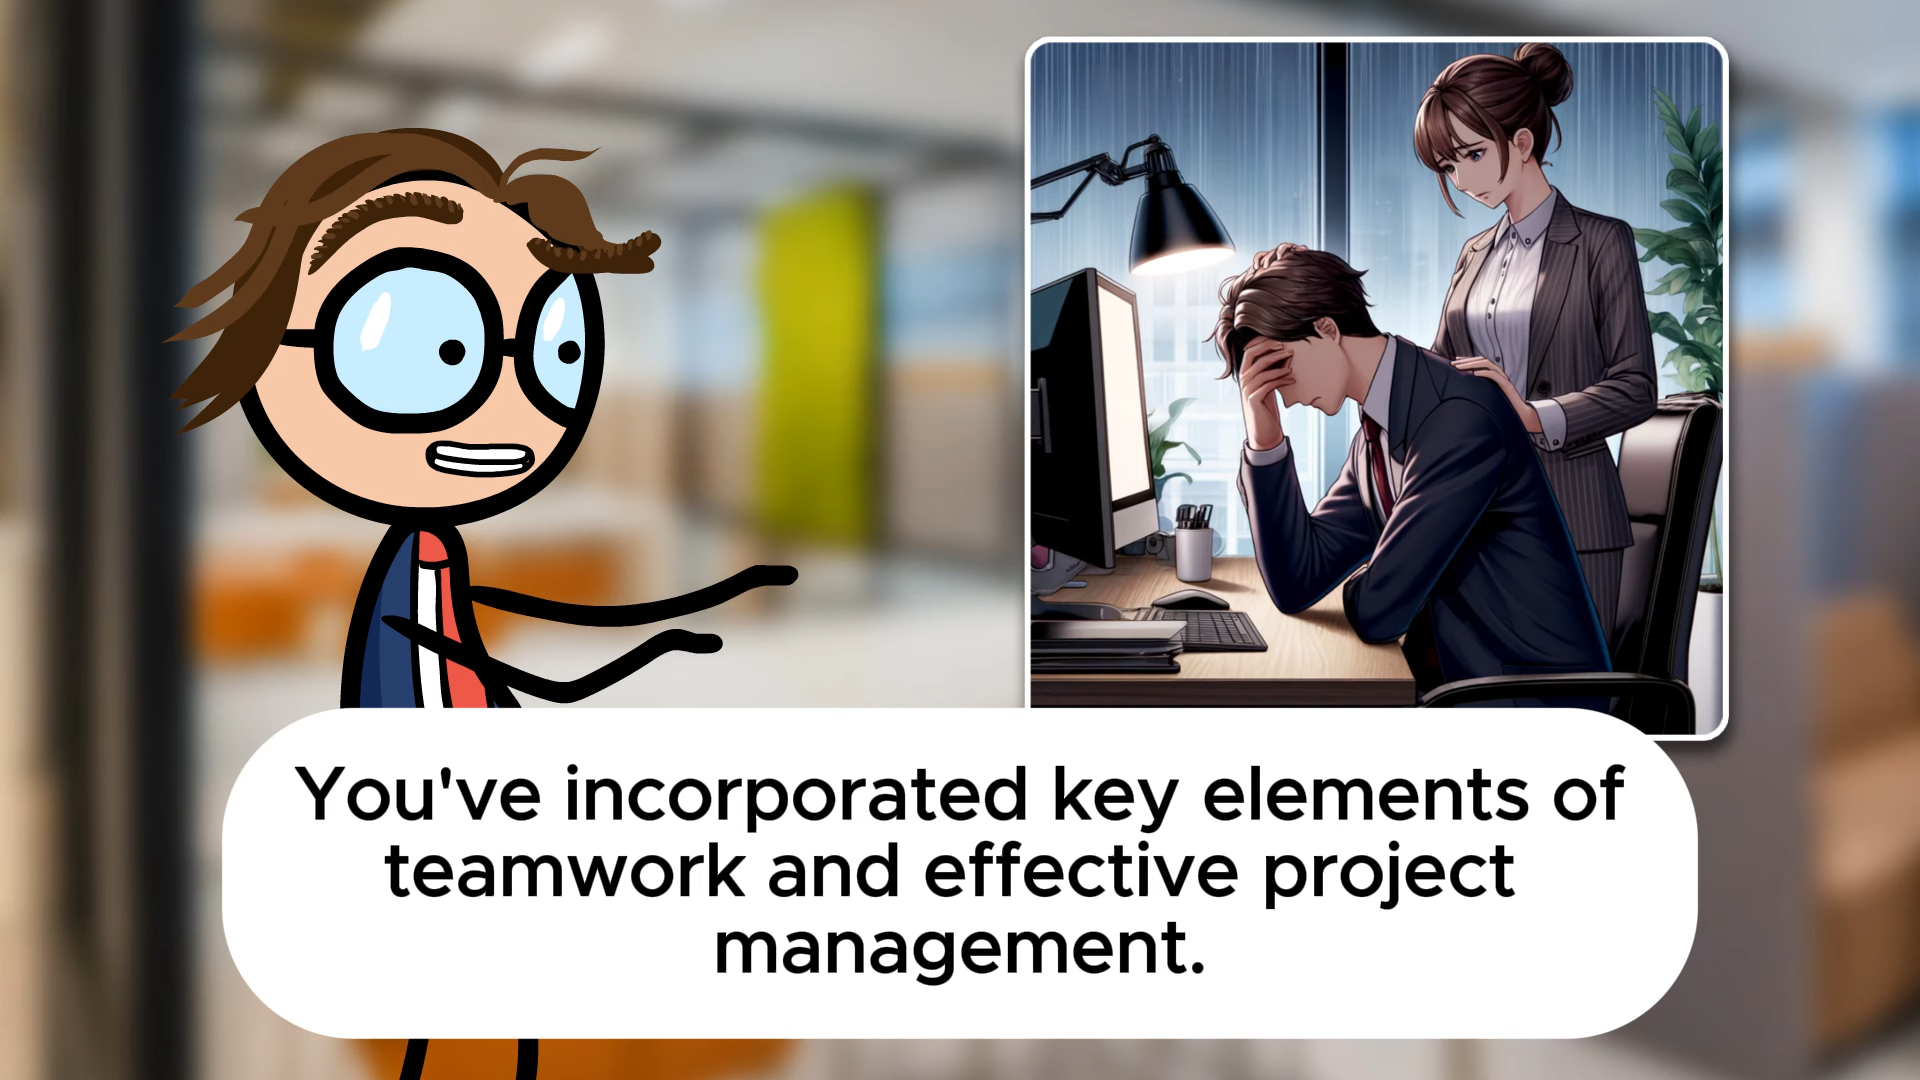 You've incorporated key elements of
teamwork and effective project
management.